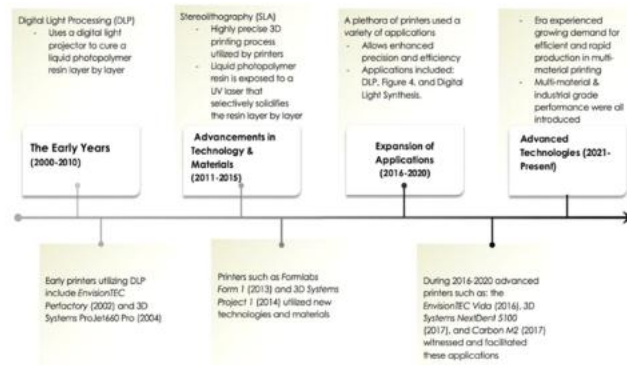 Digital Light Processing (DLP)
- Uses a digital light
projector to cure a
liquid photopolymer
resin layer by layer
Stereolithography (SLA)
- Highly precise 3D
printing process
utilized by printers
- Liquid photopolymer
resin is exposed to a
UV laser that
selectively solidifies
the resin layer by layer
A plethora of printers used a
variety of applications
- Allows enhanced
precision and efficiency
- Applications included:
DLP, Figure 4, and Digital
Light Synthesis.
- Era experienced
growing demand for
efficient and rapid
production in multi-
material printing
- Multi-material &
industrial grade
performance were all
introduced
The Early Years
(2000-2010)
Advancements in
Technology &
Materials
(2011-2015)
Expansion of
Applications
(2016-2020)
Advanced
Technologies (2021-
Present)
Early printers utilizing DLP
include EnvisionTEC
Perfactory (2002) and 3D
Systems ProJet660 Pro (2004)
Printers such as Formlabs
Form 1 (2013) and 3D Systems
Project 1 (2014) utilized new
technologies and materials
During 2016-2020 advanced
printers such as: the
EnvisionTEC Vida (2016), 3D
Systems NextDent 5100
(2017), and Carbon M2 (2017)
witnessed and facilitated
these applications